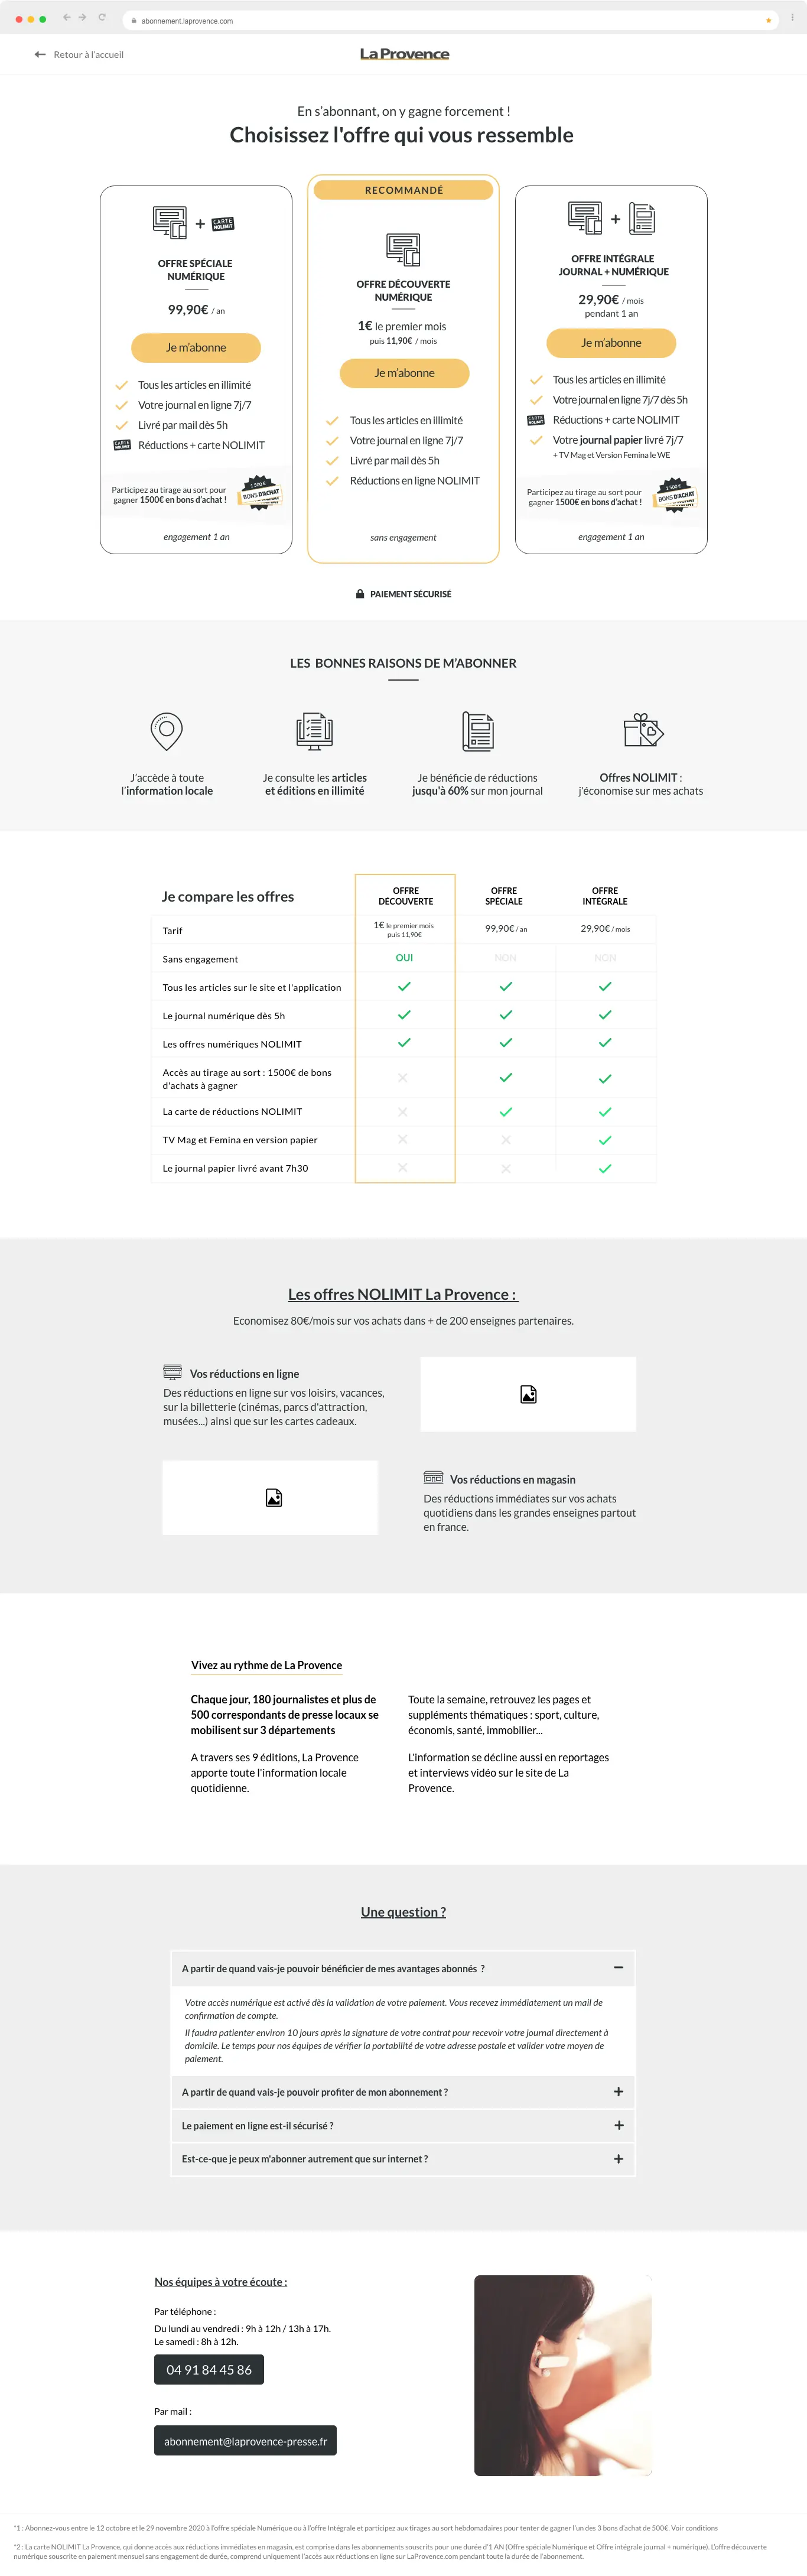 abonnement.laprovence.com
Retour à l'accueil
La Provence
En s'abonnant, on y gagne forcement !
Choisissez l'offre qui vous ressemble
+ CARTE NOLIMIT
OFFRE SPÉCIALE
NUMÉRIQUE
99,90€ / an
Je m'abonne
Tous les articles en illimité
Votre journal en ligne 7j/7
Livré par mail dès 5h
CARTE NOLIMIT Réductions + carte NOLIMIT
Participez au tirage au sort pour
gagner 1500€ en bons d'achat !
1 500 €
BONS D'ACHAT
engagement 1 an
RECOMMANDÉ
OFFRE DÉCOUVERTE
NUMÉRIQUE
1€ le premier mois
puis 11,90€ / mois
Je m'abonne
Tous les articles en illimité
Votre journal en ligne 7j/7
Livré par mail dès 5h
Réductions en ligne NOLIMIT
sans engagement
+
OFFRE INTÉGRALE
JOURNAL + NUMÉRIQUE
29,90€ / mois
pendant 1 an
Je m'abonne
Tous les articles en illimité
Votre journal en ligne 7j/7 dès 5h
CARTE NOLIMIT Réductions + carte NOLIMIT
Votre journal papier livré 7j/7
+ TV Mag et Version Femina le WE
Participez au tirage au sort pour
gagner 1500€ en bons d'achat !
1 500 €
BONS D'ACHAT
engagement 1 an
PAIEMENT SÉCURISÉ
LES BONNES RAISONS DE M'ABONNER
J'accède à toute
l'information locale
Je consulte les articles
et éditions en illimité
Je bénéficie de réductions
jusqu'à 60% sur mon journal
Offres NOLIMIT :
j'économise sur mes achats
Je compare les offres
OFFRE
DÉCOUVERTE
OFFRE
SPÉCIALE
OFFRE
INTÉGRALE
Tarif
1€ le premier mois
puis 11,90€
99,90€ / an
29,90€ / mois
Sans engagement
OUI
NON
NON
Tous les articles sur le site et l'application
Le journal numérique dès 5h
Les offres numériques NOLIMIT
Accès au tirage au sort : 1500€ de bons
d'achats à gagner
La carte de réductions NOLIMIT
TV Mag et Femina en version papier
Le journal papier livré avant 7h30
Les offres NOLIMIT La Provence :
Economisez 80€/mois sur vos achats dans + de 200 enseignes partenaires.
Vos réductions en ligne
Des réductions en ligne sur vos loisirs, vacances,
sur la billetterie (cinémas, parcs d'attraction,
musées...) ainsi que sur les cartes cadeaux.
Vos réductions en magasin
Des réductions immédiates sur vos achats
quotidiens dans les grandes enseignes partout
en france.
Vivez au rythme de La Provence
Chaque jour, 180 journalistes et plus de
500 correspondants de presse locaux se
mobilisent sur 3 départements
A travers ses 9 éditions, La Provence
apporte toute l'information locale
quotidienne.
Toute la semaine, retrouvez les pages et
suppléments thématiques : sport, culture,
économis, santé, immobilier...
L'information se décline aussi en reportages
et interviews vidéo sur le site de La
Provence.
Une question ?
A partir de quand vais-je pouvoir bénéficier de mes avantages abonnés ?
Votre accès numérique est activé dès la validation de votre paiement. Vous recevez immédiatement un mail de
confirmation de compte.
Il faudra patienter environ 10 jours après la signature de votre contrat pour recevoir votre journal directement à
domicile. Le temps pour nos équipes de vérifier la portabilité de votre adresse postale et valider votre moyen de
paiement.
A partir de quand vais-je pouvoir profiter de mon abonnement ?
Le paiement en ligne est-il sécurisé ?
Est-ce-que je peux m'abonner autrement que sur internet ?
Nos équipes à votre écoute :
Par téléphone :
Du lundi au vendredi : 9h à 12h / 13h à 17h.
Le samedi : 8h à 12h.
04 91 84 45 86
Par mail :
abonnement@laprovence-presse.fr
*1 : Abonnez-vous entre le 12 octobre et le 29 novembre 2020 à l'offre spéciale Numérique ou à l'offre Intégrale et participez aux tirages au sort hebdomadaires pour tenter de gagner l'un des 3 bons d'achat de 500€. Voir conditions
*2 : La carte NOLIMIT La Provence, qui donne accès aux réductions immédiates en magasin, est comprise dans les abonnements souscrits pour une durée d'1 AN (Offre spéciale Numérique et Offre intégrale journal + numérique). L'offre découverte
numérique souscrite en paiement mensuel sans engagement de durée, comprend uniquement l'accès aux réductions en ligne sur LaProvence.com pendant toute la durée de l'abonnement.